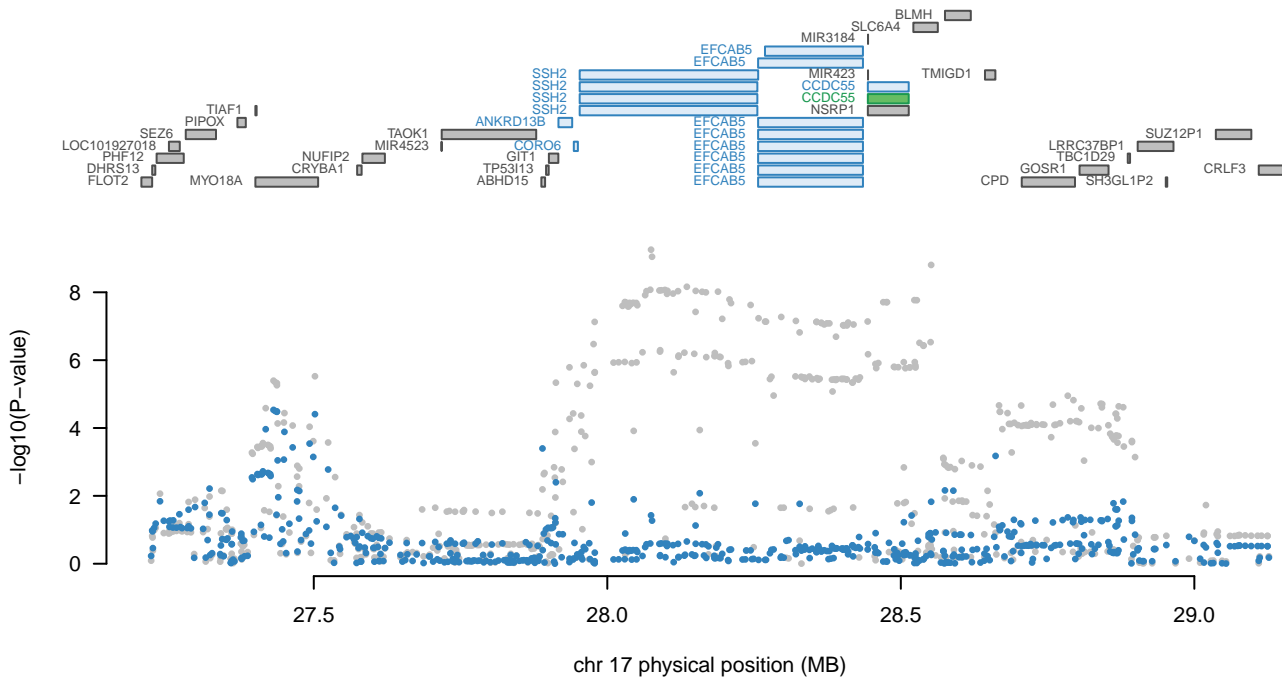 BLMH
SLC6A4
MIR3184
EFCAB5
EFCAB5
SSH2 MIR423 TMIGD1
SSH2 CCDC55
SSH2 CCDC55
TIAF1 SSH2 NSRP1
PIPOX ANKRD13B EFCAB5
SEZ6 TAOK1 EFCAB5 SUZ12P1
LOC101927018 MIR4523 CORO6 EFCAB5 LRRC37BP1
PHF12 NUFIP2 GIT1 EFCAB5 TBC1D29
DHRS13 CRYBA1 TP53I13 EFCAB5 GOSR1 CRLF3
FLOT2 MYO18A ABHD15 EFCAB5 CPD SH3GL1P2
8
6
4
2
0
-log10(P-value)
27.5 28.0 28.5 29.0
chr 17 physical position (MB)